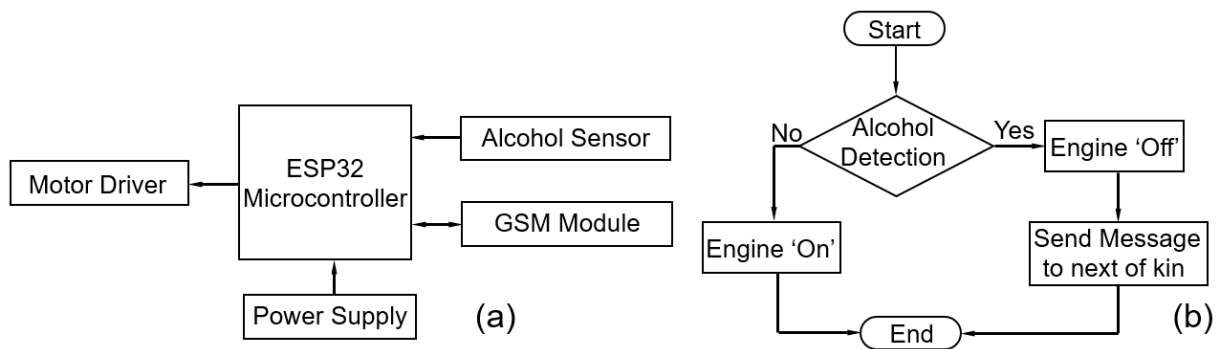 Motor Driver
ESP32
Microcontroller
Alcohol Sensor
GSM Module
Power Supply
(a)
Start
Alcohol
Detection
No
Yes
Engine ‘Off’
Engine ‘On’
Send Message
to next of kin
End
(b)